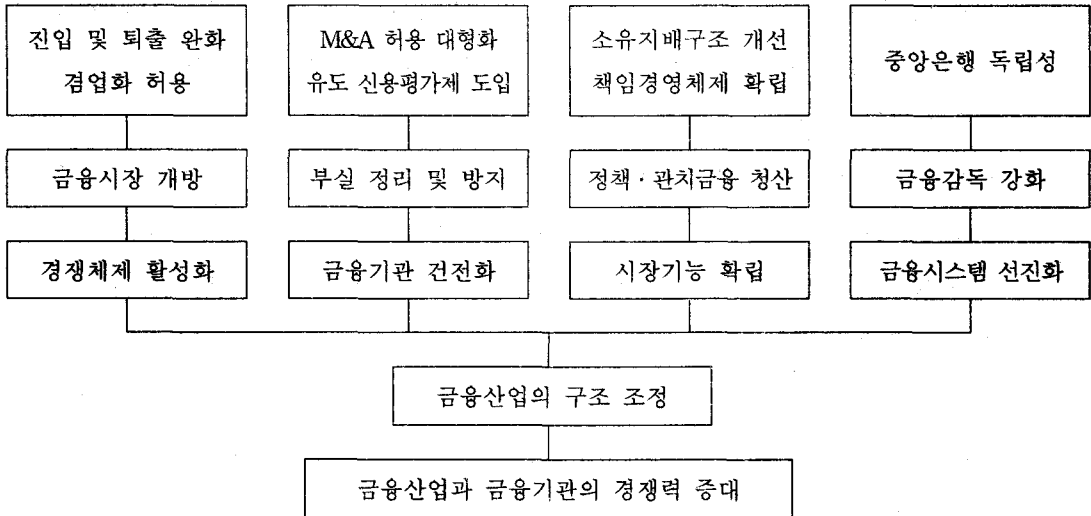 진입 및 퇴출 완화
겸업화 허용
M&A 허용 대형화
유도 신용평가제 도입
소유지배구조 개선
책임경영체제 확립
중앙은행 독립성
금융시장 개방
부실 정리 및 방지
정책·관치금융 청산
금융감독 강화
경쟁체제 활성화
금융기관 건전화
시장기능 확립
금융시스템 선진화
금융산업의 구조 조정
금융산업과 금융기관의 경쟁력 증대